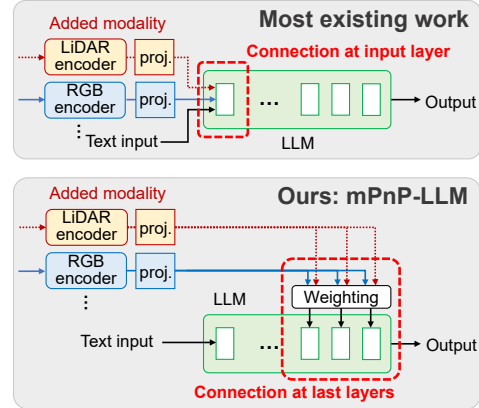 Most existing work
Added modality
LiDAR
encoder
proj.
Connection at input layer
RGB
encoder
proj.
...
Text input
...
Output
LLM
Ours: mPnP-LLM
Added modality
LiDAR
encoder
proj.
RGB
encoder
proj.
...
LLM
Weighting
Text input
...
Output
Connection at last layers